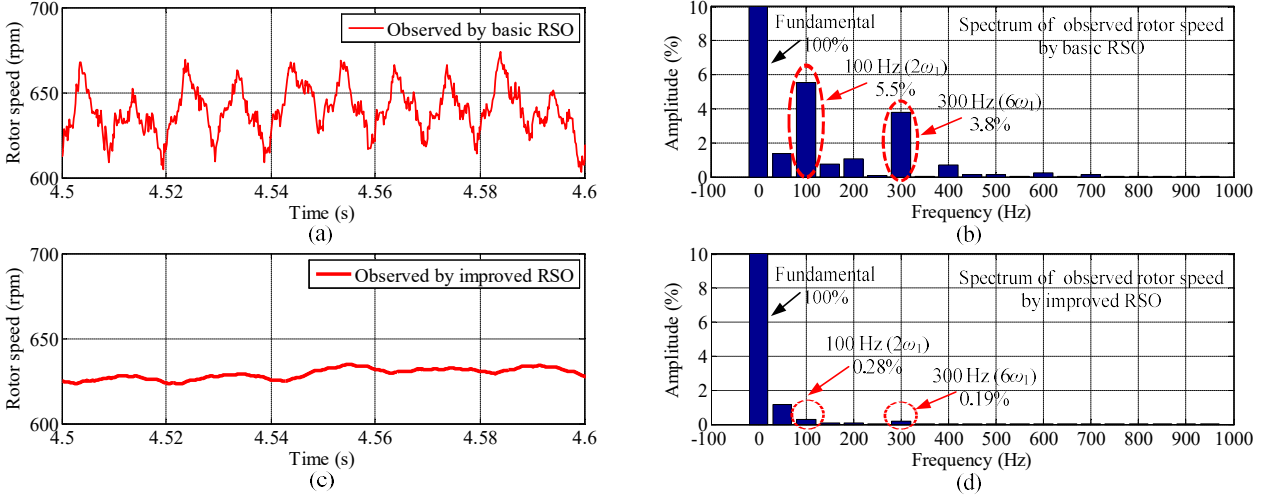 (a)
700
650
600
Rotor speed (rpm)
Observed by basic RSO
4.5 4.52 4.54 4.56 4.58 4.6
Time (s)
(a)
(b)
10
8
6
4
2
0
Amplitude (%)
Fundamental
100%
Spectrum of observed rotor speed
by basic RSO
100 Hz (2ω₁)
5.5%
300 Hz (6ω₁)
3.8%
-100 0 100 200 300 400 500 600 700 800 900 1000
Frequency (Hz)
(b)
(c)
700
650
600
Rotor speed (rpm)
Observed by improved RSO
4.5 4.52 4.54 4.56 4.58 4.6
Time (s)
(c)
(d)
10
8
6
4
2
0
Amplitude (%)
Fundamental
100%
Spectrum of observed rotor speed
by improved RSO
100 Hz (2ω₁)
0.28%
300 Hz (6ω₁)
0.19%
-100 0 100 200 300 400 500 600 700 800 900 1000
Frequency (Hz)
(d)